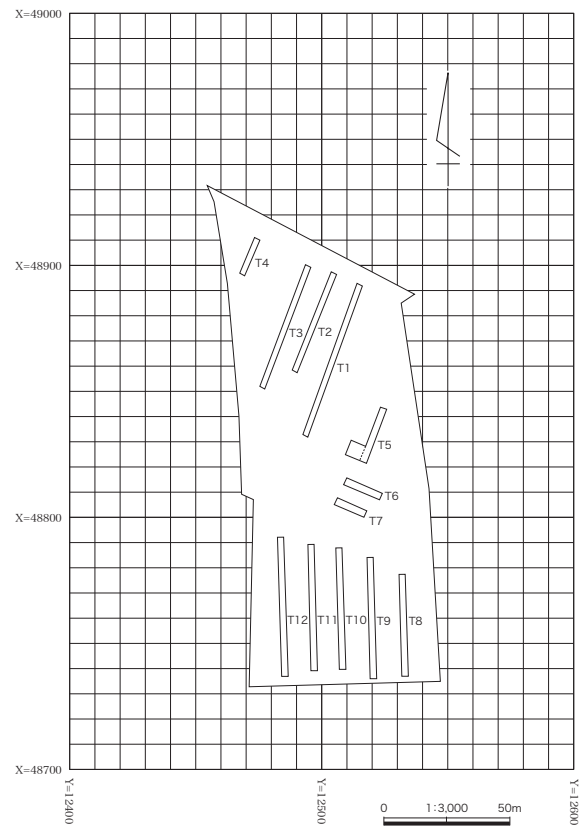 X=49000
X=48900
T4
T3
T2
T1
T5
T6
T7
X=48800
T12
T11
T10
T9
T8
X=48700
Y=12400
Y=12500
Y=12600
0 1:3,000 50m